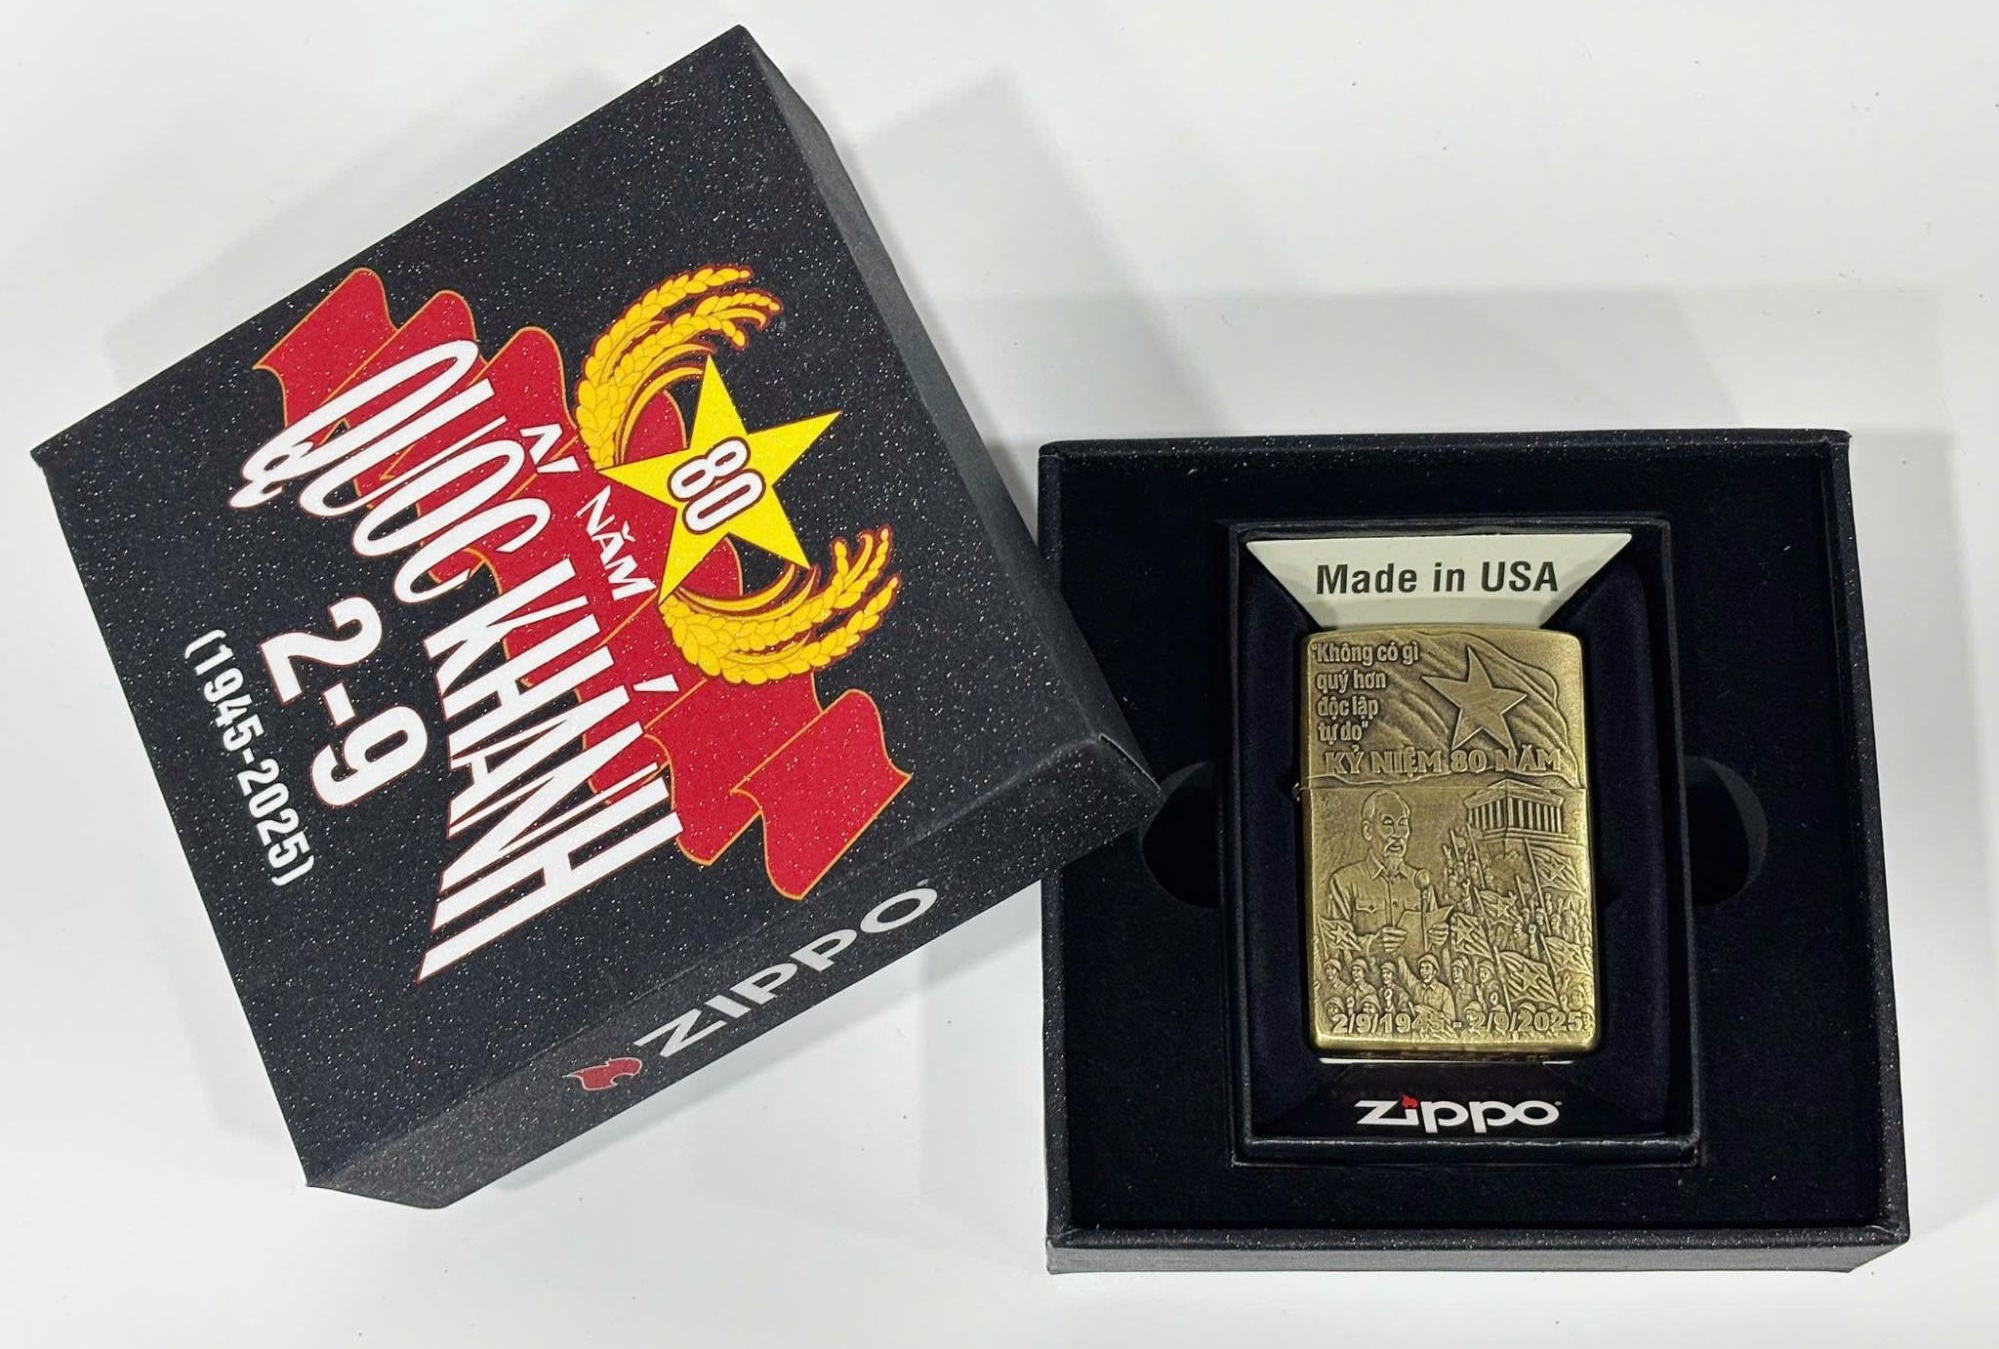 80
NĂM
QUỐC KHÁNH
2-9
(1945-2025)
ZIPPO
Made in USA
"Không có gì
quý hơn
độc lập
tự do"
KỶ NIỆM 80 NĂM
2/9/1945 - 2/9/2025
zippo